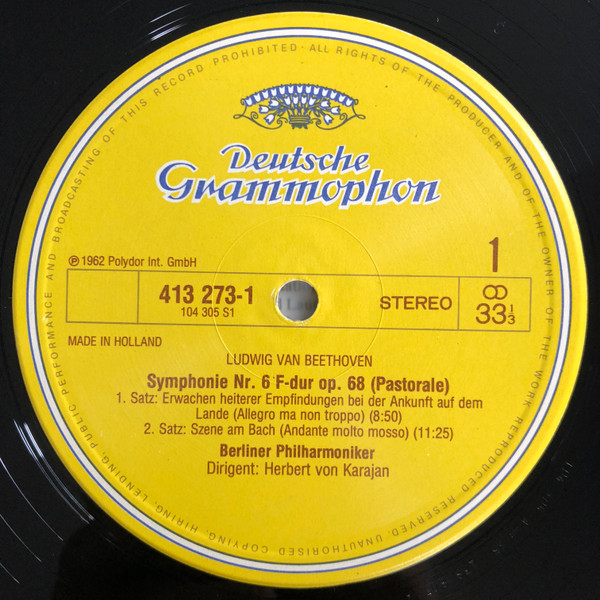 PUBLIC PERFORMANCE AND BROADCASTING OF THIS RECORD PROHIBITED · ALL RIGHTS OF THE PRODUCER AND OF THE OWNER OF THE WORK REPRODUCED RESERVED. UNAUTHORISED COPYING, HIRING, LENDING,
Deutsche
Grammophon
℗ 1962 Polydor Int. GmbH
1
413 273-1
104 305 S1
STEREO
33 1/3
MADE IN HOLLAND
LUDWIG VAN BEETHOVEN
Symphonie Nr. 6 F-dur op. 68 (Pastorale)
1. Satz: Erwachen heiterer Empfindungen bei der Ankunft auf dem
Lande (Allegro ma non troppo) (8:50)
2. Satz: Szene am Bach (Andante molto mosso) (11:25)
Berliner Philharmoniker
Dirigent: Herbert von Karajan